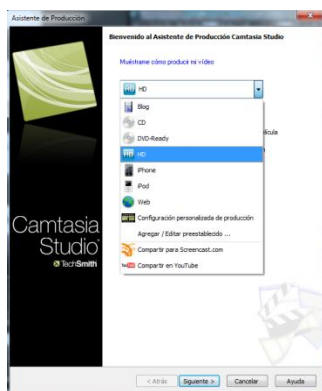 Asistente de Producción
Bienvenido al Asistente de Producción Camtasia Studio
Muéstrame cómo producir mi vídeo
HD
Blog
CD
DVD-Ready
HD
iPhone
iPod
Web
Configuración personalizada de producción
Agregar / Editar preestablecido ...
Compartir para Screencast.com
Compartir en YouTube
ícula
Camtasia
Studio
TechSmith
< Atrás
Siguiente >
Cancelar
Ayuda